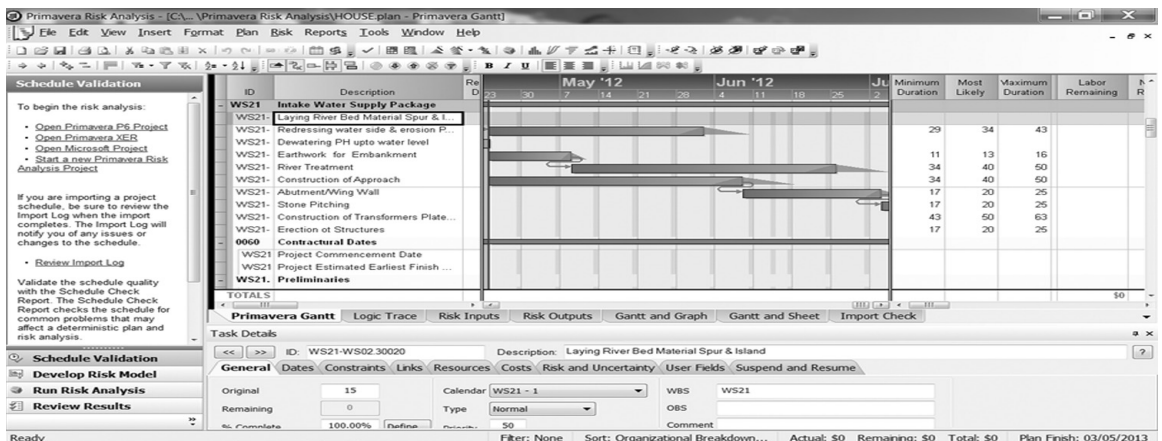 Primavera Risk Analysis - [C:\... \Primavera Risk Analysis\HOUSE.plan - Primavera Gantt]
File Edit View Insert Format Plan Risk Reports Tools Window Help
Schedule Validation
To begin the risk analysis:
• Open Primavera P6 Project
• Open Primavera XER
• Open Microsoft Project
• Start a new Primavera Risk
Analysis Project
If you are importing a project
schedule, be sure to review the
Import Log when the import
completes. The Import Log will
notify you of any issues or
changes to the schedule.
• Review Import Log
Validate the schedule quality
with the Schedule Check
Report. The Schedule Check
Report checks the schedule for
common problems that may
affect a deterministic plan and
risk analysis.
Schedule Validation
Develop Risk Model
Run Risk Analysis
Review Results
ID Description Re D May '12 Jun '12 Ju Minimum Duration Most Likely Maximum Duration Labor Remaining
23 30 7 14 21 28 4 11 18 25 2
WS21 Intake Water Supply Package
WS21- Laying River Bed Material Spur & I...
WS21- Redressing water side & erosion P... 29 34 43
WS21- Dewatering PH upto water level
WS21- Earthwork for Embankment 11 13 16
WS21- River Treatment 34 40 50
WS21- Construction of Approach 34 40 50
WS21- Abutment/Wing Wall 17 20 25
WS21- Stone Pitching 17 20 25
WS21- Construction of Transformers Plate... 43 50 63
WS21- Erection of Structures 17 20 25
0060 Contractural Dates
WS21 Project Commencement Date
WS21 Project Estimated Earliest Finish ...
WS21. Preliminaries
TOTALS $0
Primavera Gantt Logic Trace Risk Inputs Risk Outputs Gantt and Graph Gantt and Sheet Import Check
Task Details
<< >> ID: WS21-WS02.30020 Description: Laying River Bed Material Spur & Island ?
General Dates Constraints Links Resources Costs Risk and Uncertainty User Fields Suspend and Resume
Original 15 Calendar WS21 - 1 WBS WS21
Remaining 0 Type Normal OBS
% Complete 100.00% Define... Priority 50 Comment
Ready Filter: None Sort: Organizational Breakdown... Actual: $0 Remaining: $0 Total: $0 Plan Finish: 03/05/2013